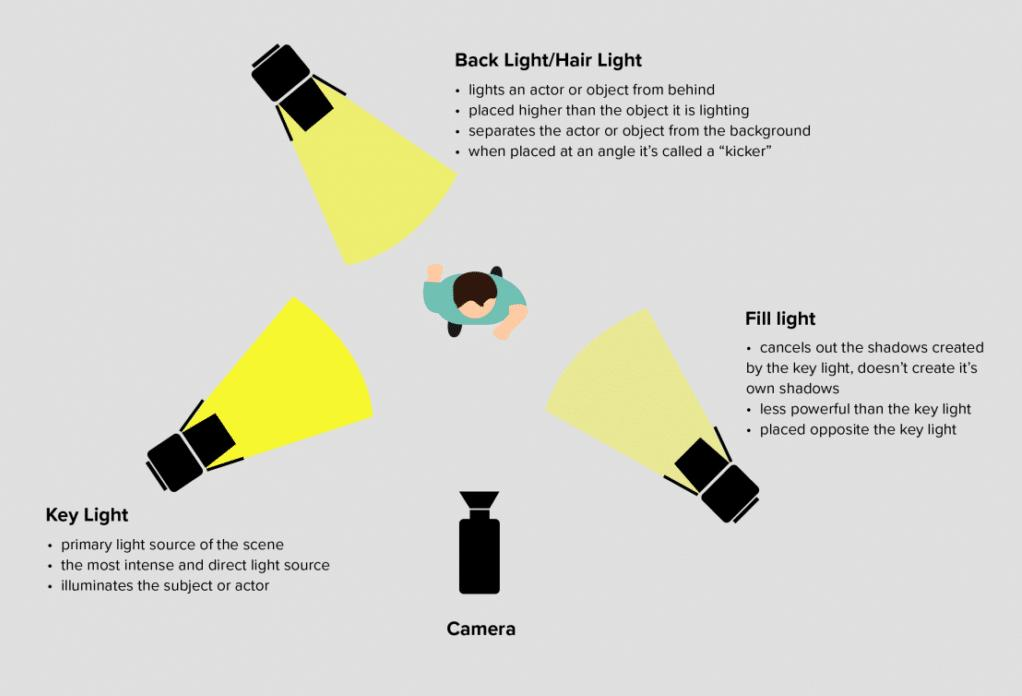 Back Light/Hair Light
• lights an actor or object from behind
• placed higher than the object it is lighting
• separates the actor or object from the background
• when placed at an angle it’s called a “kicker”
Fill light
• cancels out the shadows created
by the key light, doesn’t create it’s
own shadows
• less powerful than the key light
• placed opposite the key light
Key Light
• primary light source of the scene
• the most intense and direct light source
• illuminates the subject or actor
Camera